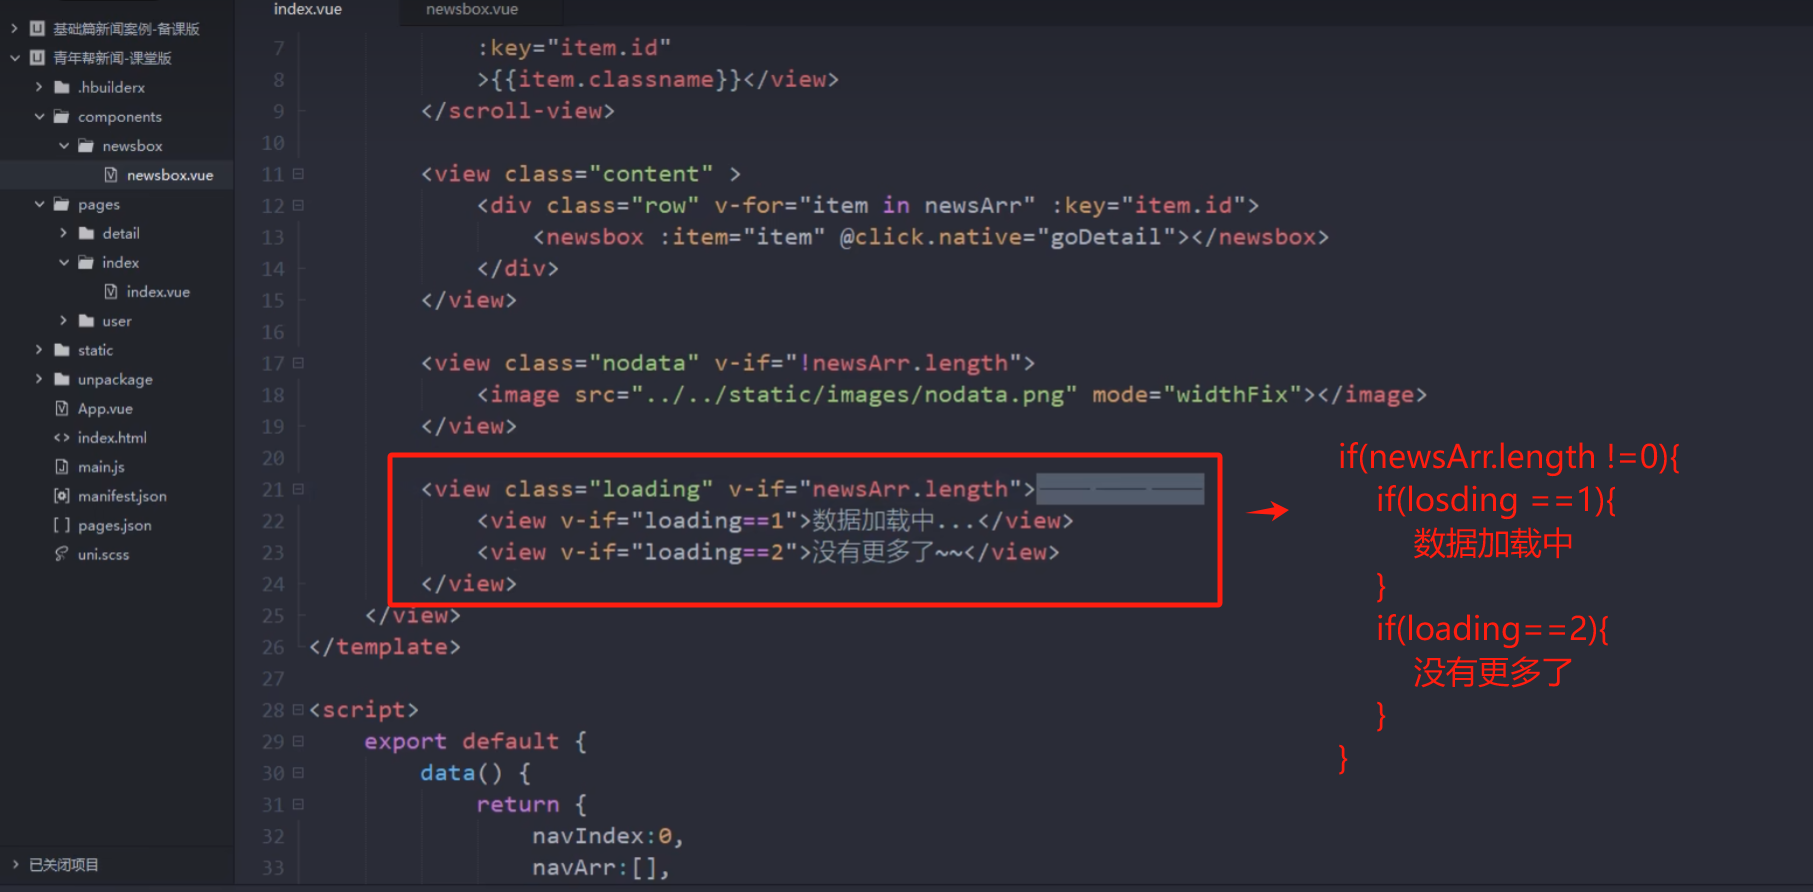 基础篇新闻案例-备课版
青年帮新闻-课堂版
.hbuilderx
components
newsbox
newsbox.vue
pages
detail
index
index.vue
user
static
unpackage
App.vue
index.html
main.js
manifest.json
pages.json
uni.scss
已关闭项目
index.vue
newsbox.vue
7 :key="item.id"
8 >{{item.classname}}</view>
9 </scroll-view>
10
11 <view class="content" >
12 <div class="row" v-for="item in newsArr" :key="item.id">
13 <newsbox :item="item" @click.native="goDetail"></newsbox>
14 </div>
15 </view>
16
17 <view class="nodata" v-if="!newsArr.length">
18 <image src="../../static/images/nodata.png" mode="widthFix"></image>
19 </view>
20
21 <view class="loading" v-if="newsArr.length">
22 <view v-if="loading==1">数据加载中...</view>
23 <view v-if="loading==2">没有更多了~~</view>
24 </view>
25 </view>
26 </template>
27
28 <script>
29 export default {
30 data() {
31 return {
32 navIndex:0,
33 navArr:[],
if(newsArr.length !=0){
if(losding ==1){
数据加载中
}
if(loading==2){
没有更多了
}
}